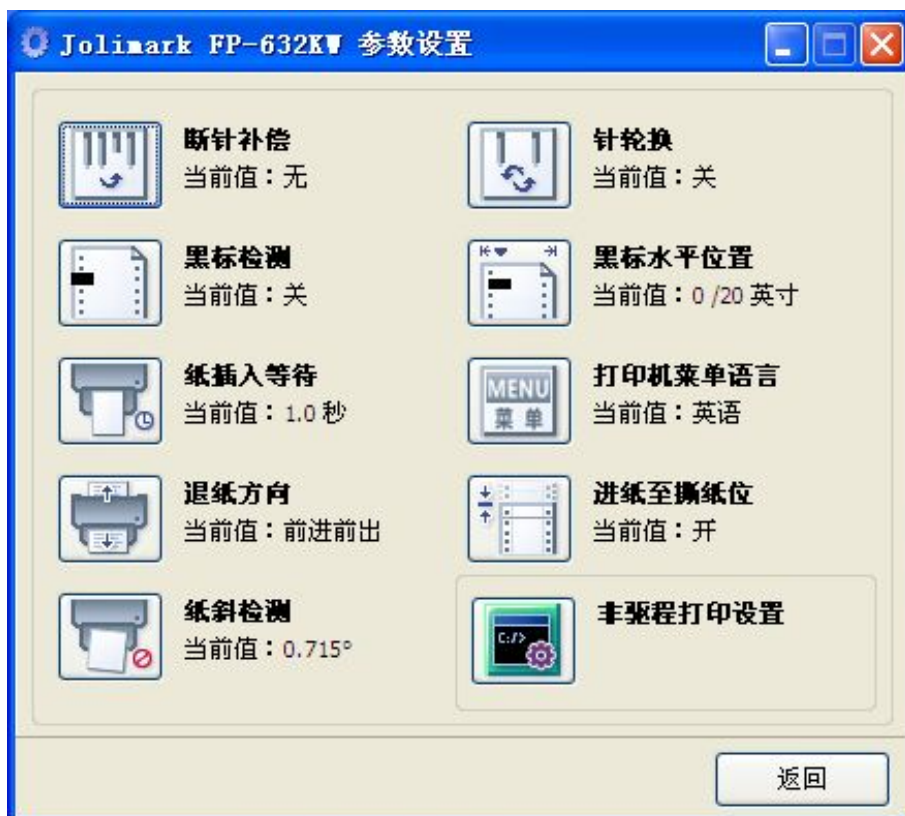 Jolimark FP-632KW 参数设置
断针补偿
当前值：无
针轮换
当前值：关
黑标检测
当前值：关
黑标水平位置
当前值：0 /20 英寸
纸插入等待
当前值：1.0 秒
MENU
菜单
打印机菜单语言
当前值：英语
退纸方向
当前值：前进前出
进纸至撕纸位
当前值：开
纸斜检测
当前值：0.715°
C:/>
非驱程打印设置
返回